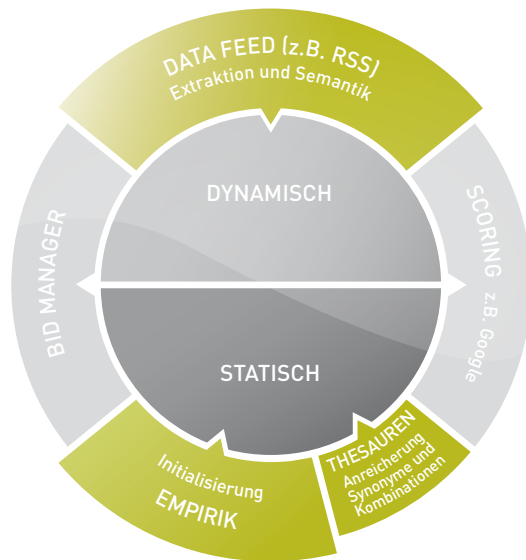 DATA FEED (z.B. RSS)
Extraktion und Semantik
DYNAMISCH
BID MANAGER
SCORING z.B. Google
STATISCH
Initialisierung
EMPIRIK
THESAUREN
Anreicherung
Synonyme und
Kombinationen